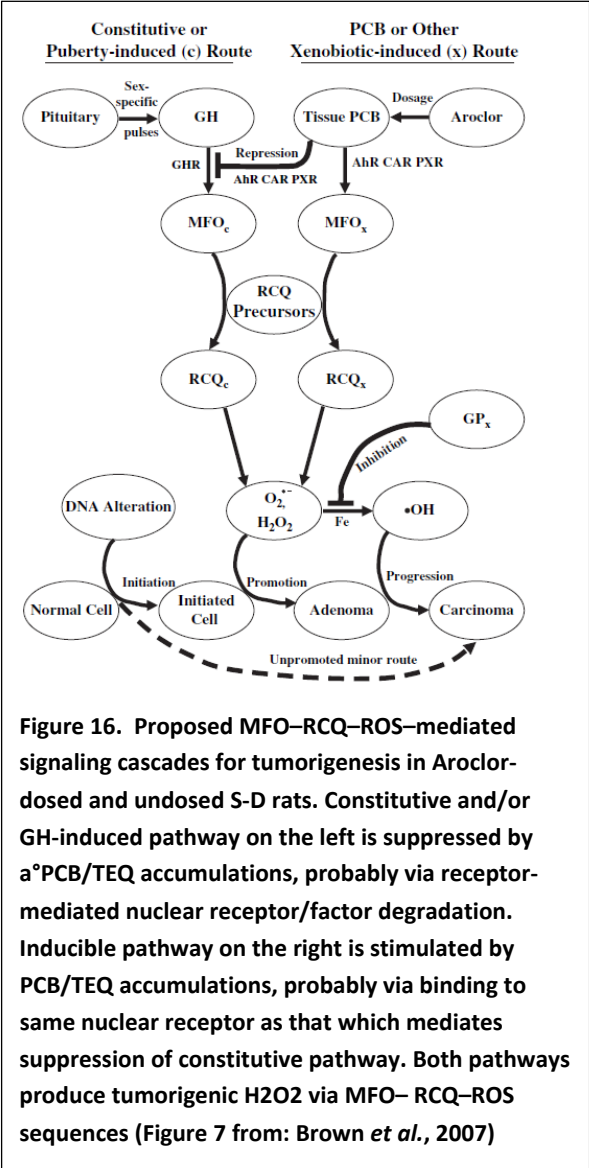 Constitutive or
Puberty-induced (c) Route
PCB or Other
Xenobiotic-induced (x) Route
Pituitary
Sex-
specific
pulses
GH
Tissue PCB
Dosage
Aroclor
GHR
Repression
AhR CAR PXR
AhR CAR PXR
MFOc
MFOx
RCQ
Precursors
RCQc
RCQx
GPx
Inhibition
DNA Alteration
O2•−,
H2O2
Fe
•OH
Initiation
Promotion
Progression
Normal Cell
Initiated
Cell
Adenoma
Carcinoma
Unpromoted minor route
Figure 16. Proposed MFO–RCQ–ROS–mediated
signaling cascades for tumorigenesis in Aroclor-
dosed and undosed S-D rats. Constitutive and/or
GH-induced pathway on the left is suppressed by
a°PCB/TEQ accumulations, probably via receptor-
mediated nuclear receptor/factor degradation.
Inducible pathway on the right is stimulated by
PCB/TEQ accumulations, probably via binding to
same nuclear receptor as that which mediates
suppression of constitutive pathway. Both pathways
produce tumorigenic H2O2 via MFO– RCQ–ROS
sequences (Figure 7 from: Brown et al., 2007)